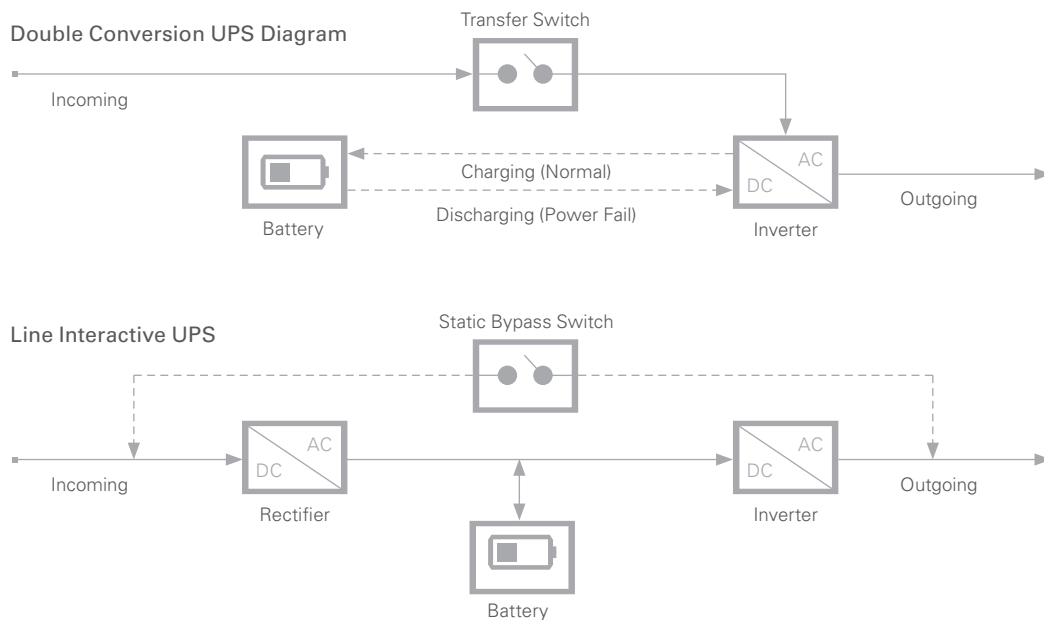 Double Conversion UPS Diagram
Transfer Switch
Incoming
AC
DC
Charging (Normal)
Discharging (Power Fail)
Battery
Inverter
Outgoing
Line Interactive UPS
Static Bypass Switch
AC
DC
AC
DC
Incoming
Rectifier
Inverter
Outgoing
Battery